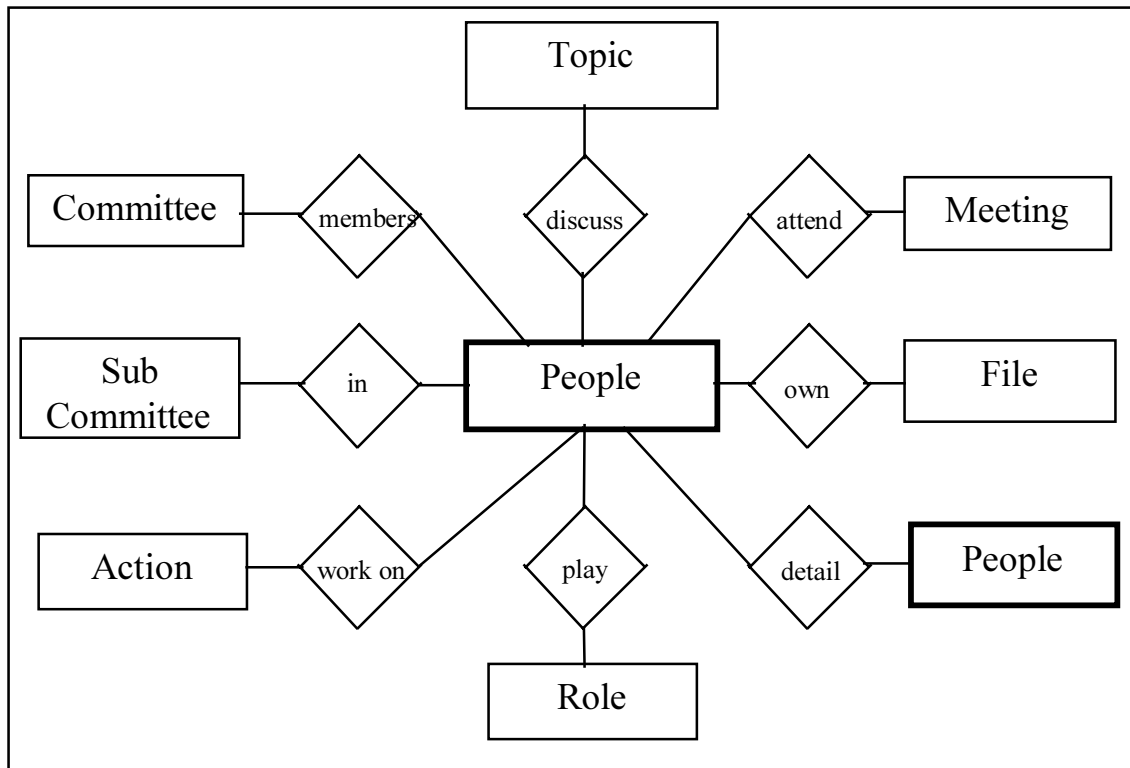 Topic
Committee
members
discuss
attend
Meeting
Sub
Committee
in
People
own
File
Action
work on
play
detail
People
Role